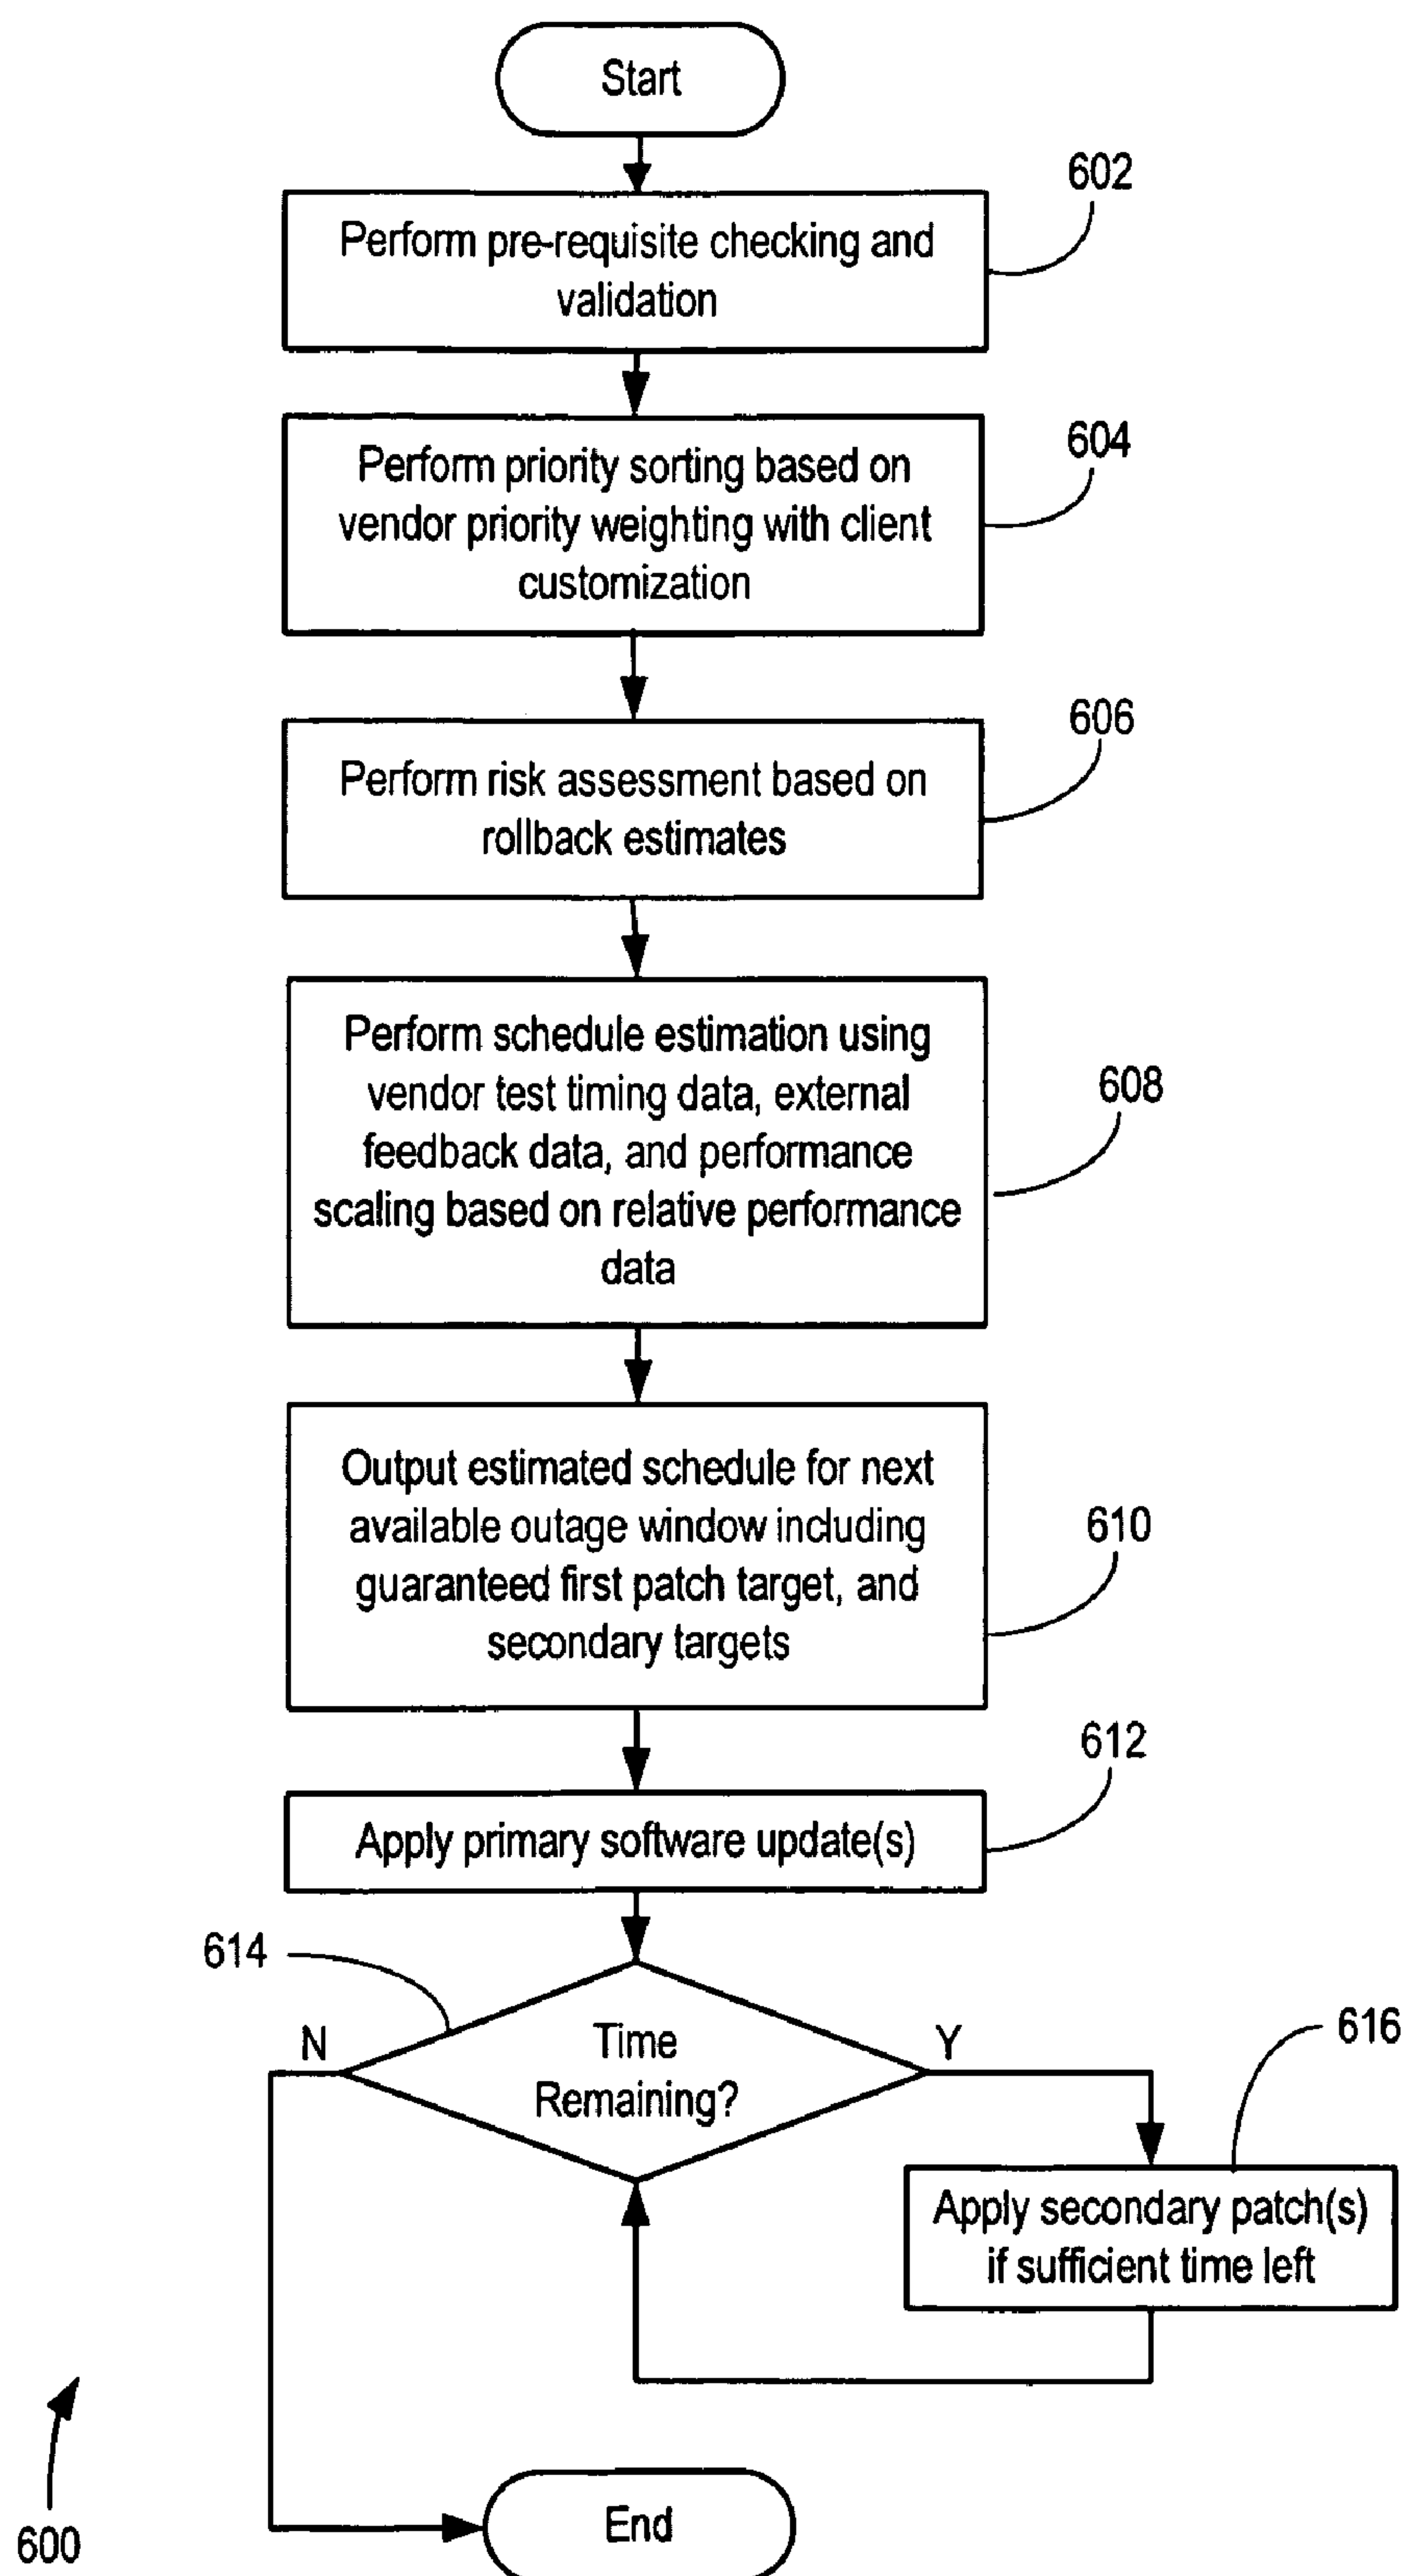 Start
602
Perform pre-requisite checking and
validation
604
Perform priority sorting based on
vendor priority weighting with client
customization
606
Perform risk assessment based on
rollback estimates
608
Perform schedule estimation using
vendor test timing data, external
feedback data, and performance
scaling based on relative performance
data
610
Output estimated schedule for next
available outage window including
guaranteed first patch target, and
secondary targets
612
Apply primary software update(s)
614
N
Time
Remaining?
Y
616
Apply secondary patch(s)
if sufficient time left
End
600